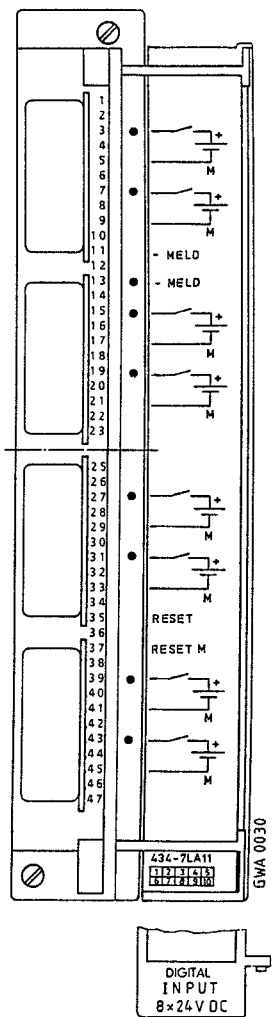 1
2
3
4 +
5
6 M
7
8 +
9
10 M
11 - MELD
12
13 - MELD
14
15
16 +
17
18 M
19
20 +
21
22 M
23
25
26
27
28 +
29
30 M
31
32 +
33
34 M
35 RESET
36
37 RESET M
38
39
40 +
41
42 M
43
44 +
45
46 M
47
434-7LA11
1 2 3 4 5
6 7 8 9 10
GWA 0030
DIGITAL
INPUT
8×24V DC